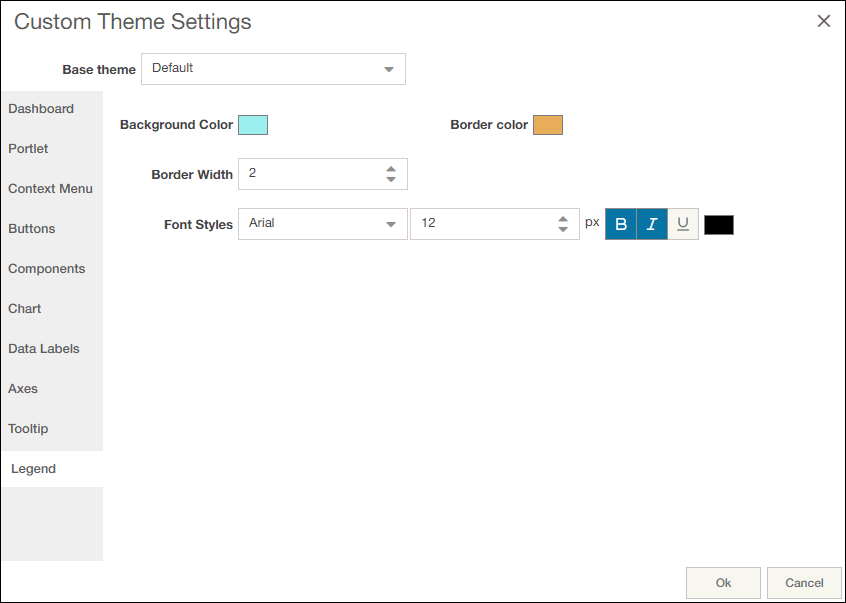 Custom Theme Settings
Base theme Default
Dashboard
Background Color Border color
Portlet
Border Width 2
Context Menu
Font Styles Arial 12 px B I U
Buttons
Components
Chart
Data Labels
Axes
Tooltip
Legend
Ok Cancel